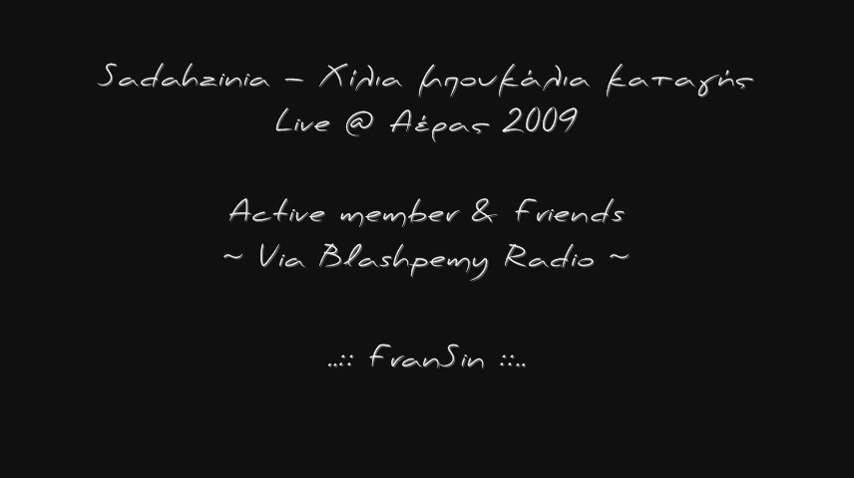 Sadahzinia - Χίλια μπουκάλια καταγής
Live @ Αέρας 2009
Active member & Friends
~ Via Blashpemy Radio ~
..:: FranSin ::..